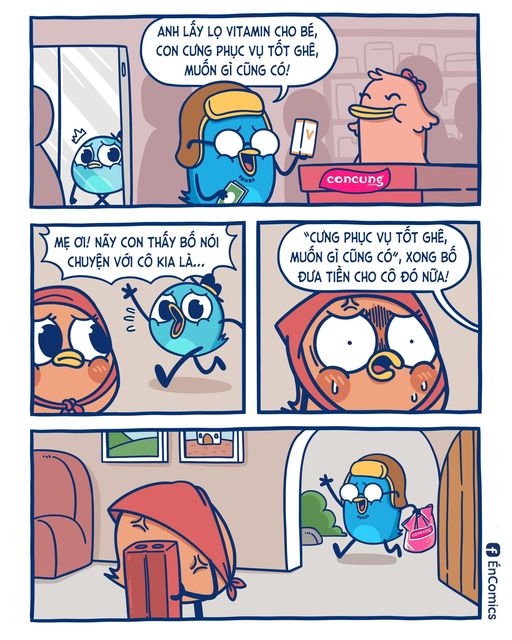 ANH LẤY LỌ VITAMIN CHO BÉ,
CON CƯNG PHỤC VỤ TỐT GHÊ,
MUỐN GÌ CŨNG CÓ!
V
concung
.com
MẸ ƠI! NÃY CON THẤY BỐ NÓI
CHUYỆN VỚI CÔ KIA LÀ...
"CƯNG PHỤC VỤ TỐT GHÊ,
MUỐN GÌ CŨNG CÓ", XONG BỐ
ĐƯA TIỀN CHO CÔ ĐÓ NỮA!
concung
f ÉnComics